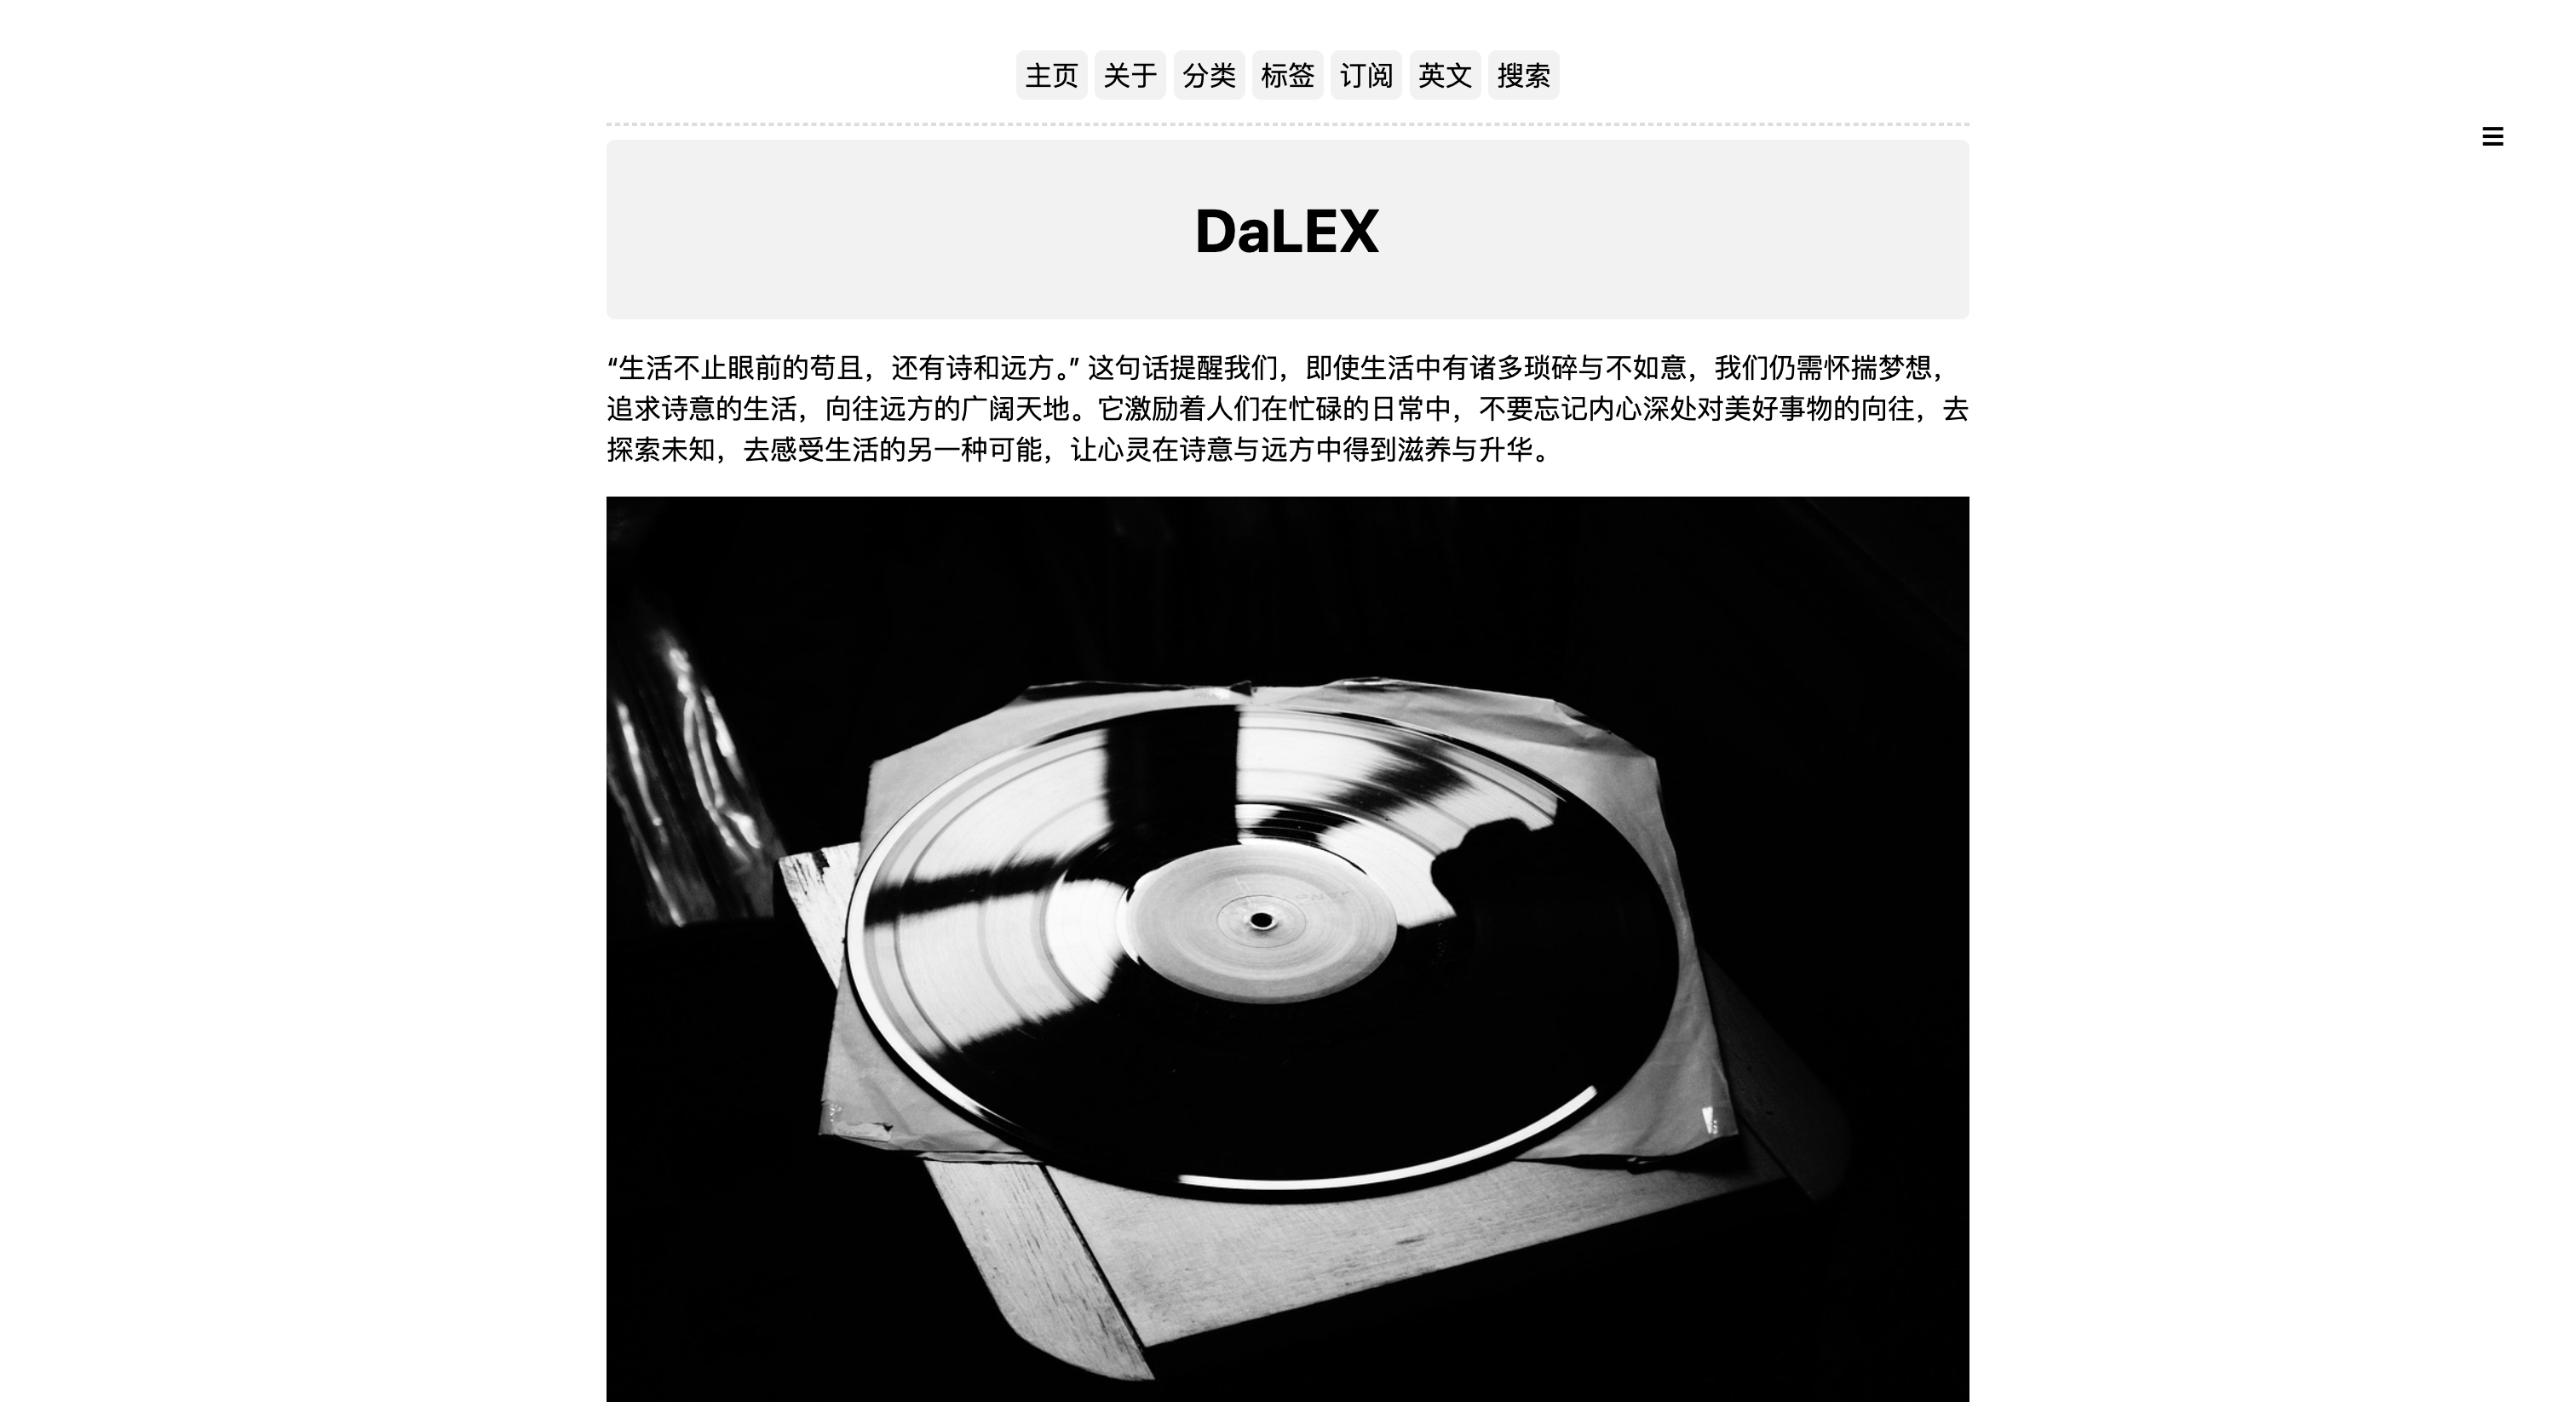 主页 关于 分类 标签 订阅 英文 搜索
DaLEX
“生活不止眼前的苟且，还有诗和远方。” 这句话提醒我们，即使生活中有诸多琐碎与不如意，我们仍需怀揣梦想，
追求诗意的生活，向往远方的广阔天地。它激励着人们在忙碌的日常中，不要忘记内心深处对美好事物的向往，去
探索未知，去感受生活的另一种可能，让心灵在诗意与远方中得到滋养与升华。